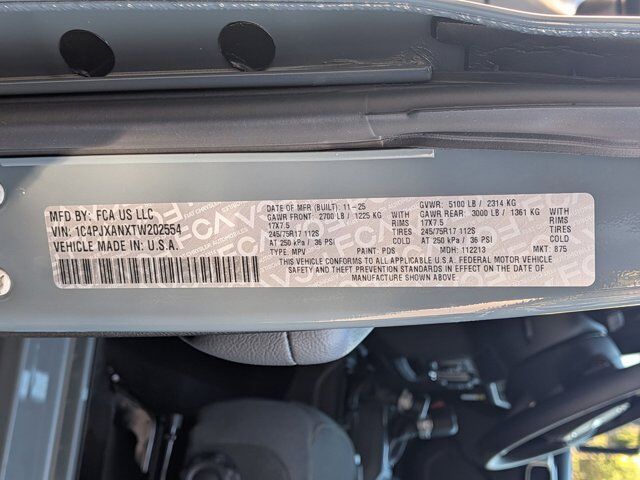 MFD BY: FCA US LLC
VIN: 1C4PJXANXTW202554
VEHICLE MADE IN: U.S.A.
DATE OF MFR (BUILT): 11-25 GVWR: 5100 LB / 2314 KG
GAWR FRONT: 2700 LB / 1225 KG WITH GAWR REAR: 3000 LB / 1361 KG WITH
17X7.5 RIMS 17X7.5 RIMS
245/75R17 112S TIRES 245/75R17 112S TIRES
AT 250 kPa/ 36 PSI COLD AT 250 kPa / 36 PSI COLD
TYPE: MPV PAINT: PDS MDH: 112213 MKT: 875
THIS VEHICLE CONFORMS TO ALL APPLICABLE U.S.A. FEDERAL MOTOR VEHICLE
SAFETY AND THEFT PREVENTION STANDARDS IN EFFECT ON THE DATE OF
MANUFACTURE SHOWN ABOVE.